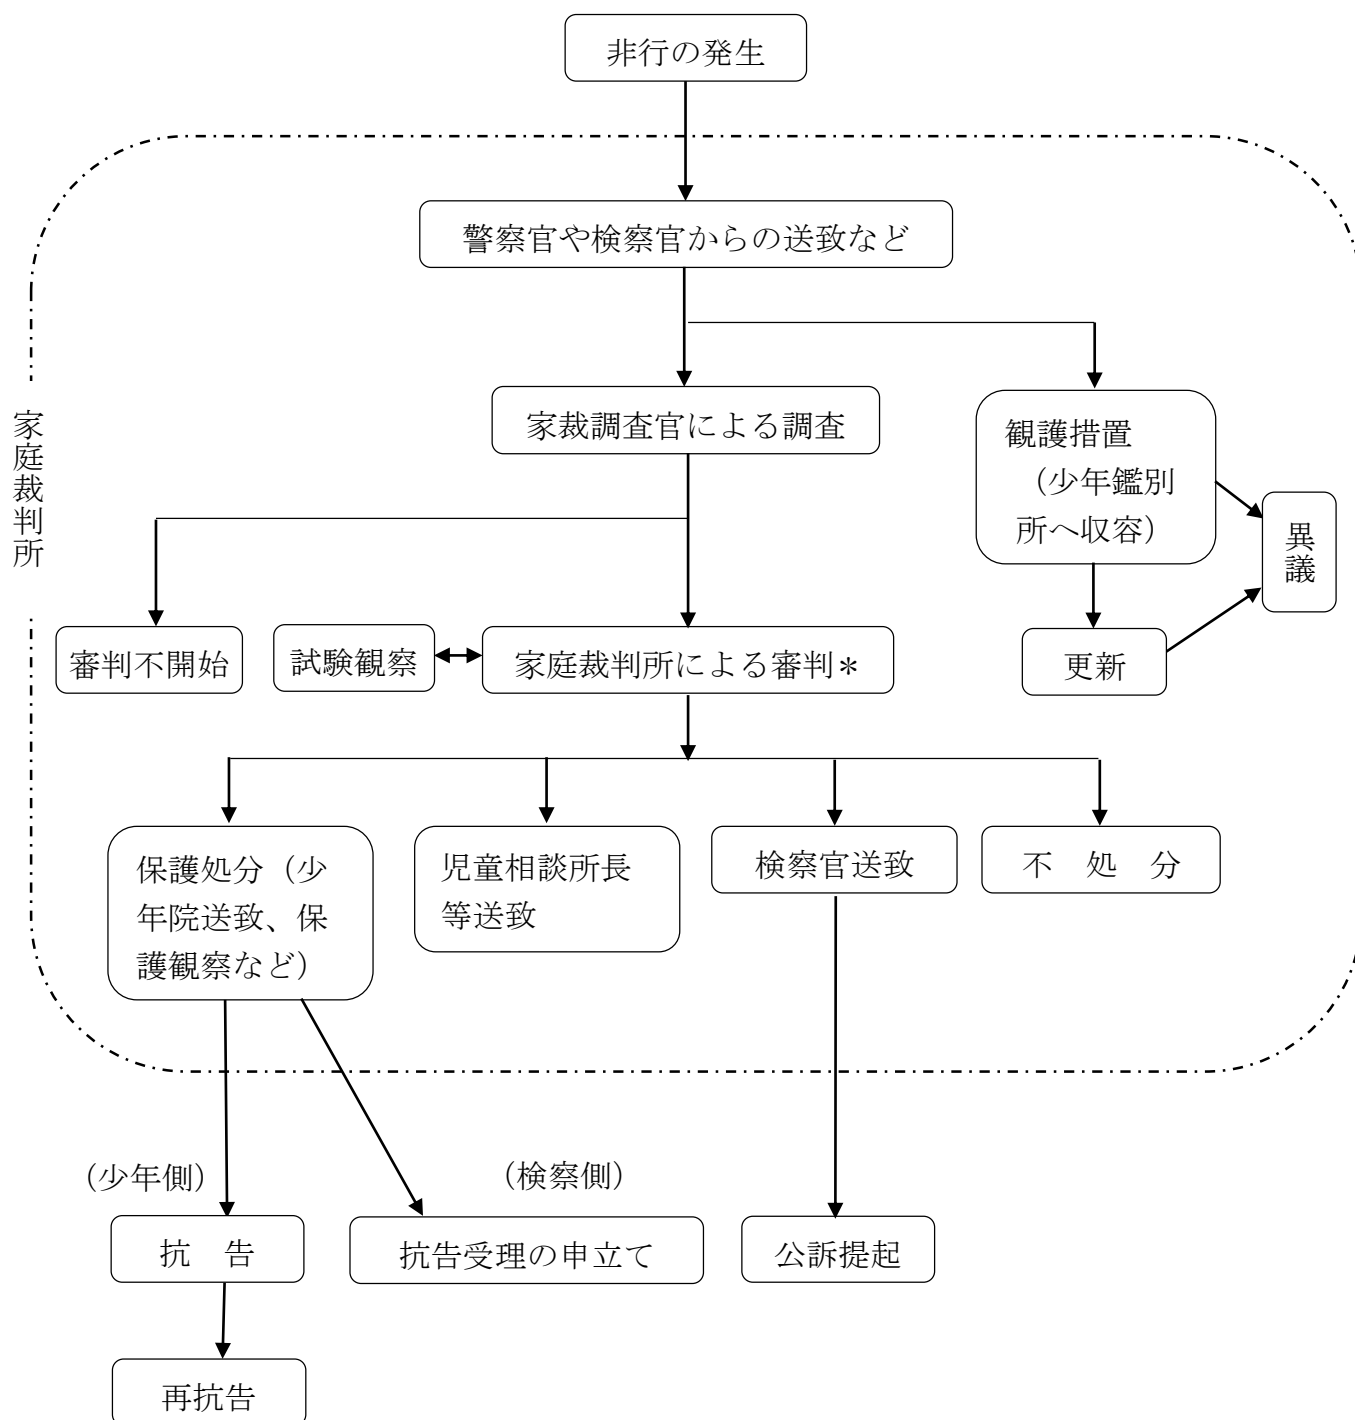 非行の発生
警察官や検察官からの送致など
家裁調査官による調査
観護措置
（少年鑑別
所へ収容）
異議
家庭裁判所
審判不開始
試験観察
家庭裁判所による審判＊
更新
保護処分（少
年院送致、保
護観察など）
児童相談所長
等送致
検察官送致
不　処　分
（少年側）
（検察側）
抗　告
抗告受理の申立て
公訴提起
再抗告